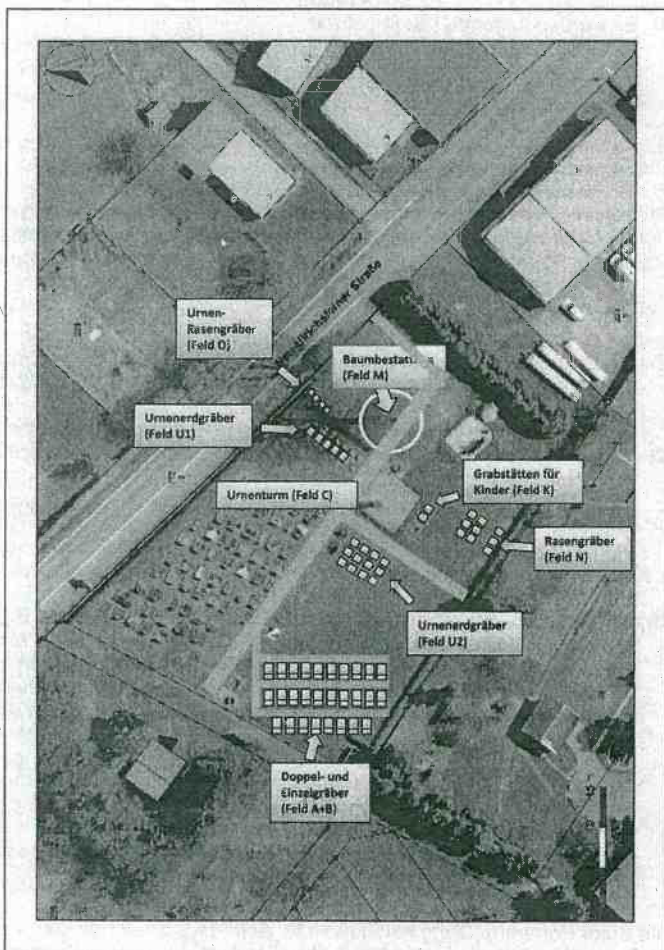 Urnen-
Rasengräber
(Feld O)
Straße
Baumbestattung
(Feld M)
Urnenerdgräber
(Feld U1)
Urnenturm (Feld C)
Grabstätten für
Kinder (Feld K)
Rasengräber
(Feld N)
Urnenerdgräber
(Feld U2)
Doppel- und
Einzelgräber
(Feld A+B)